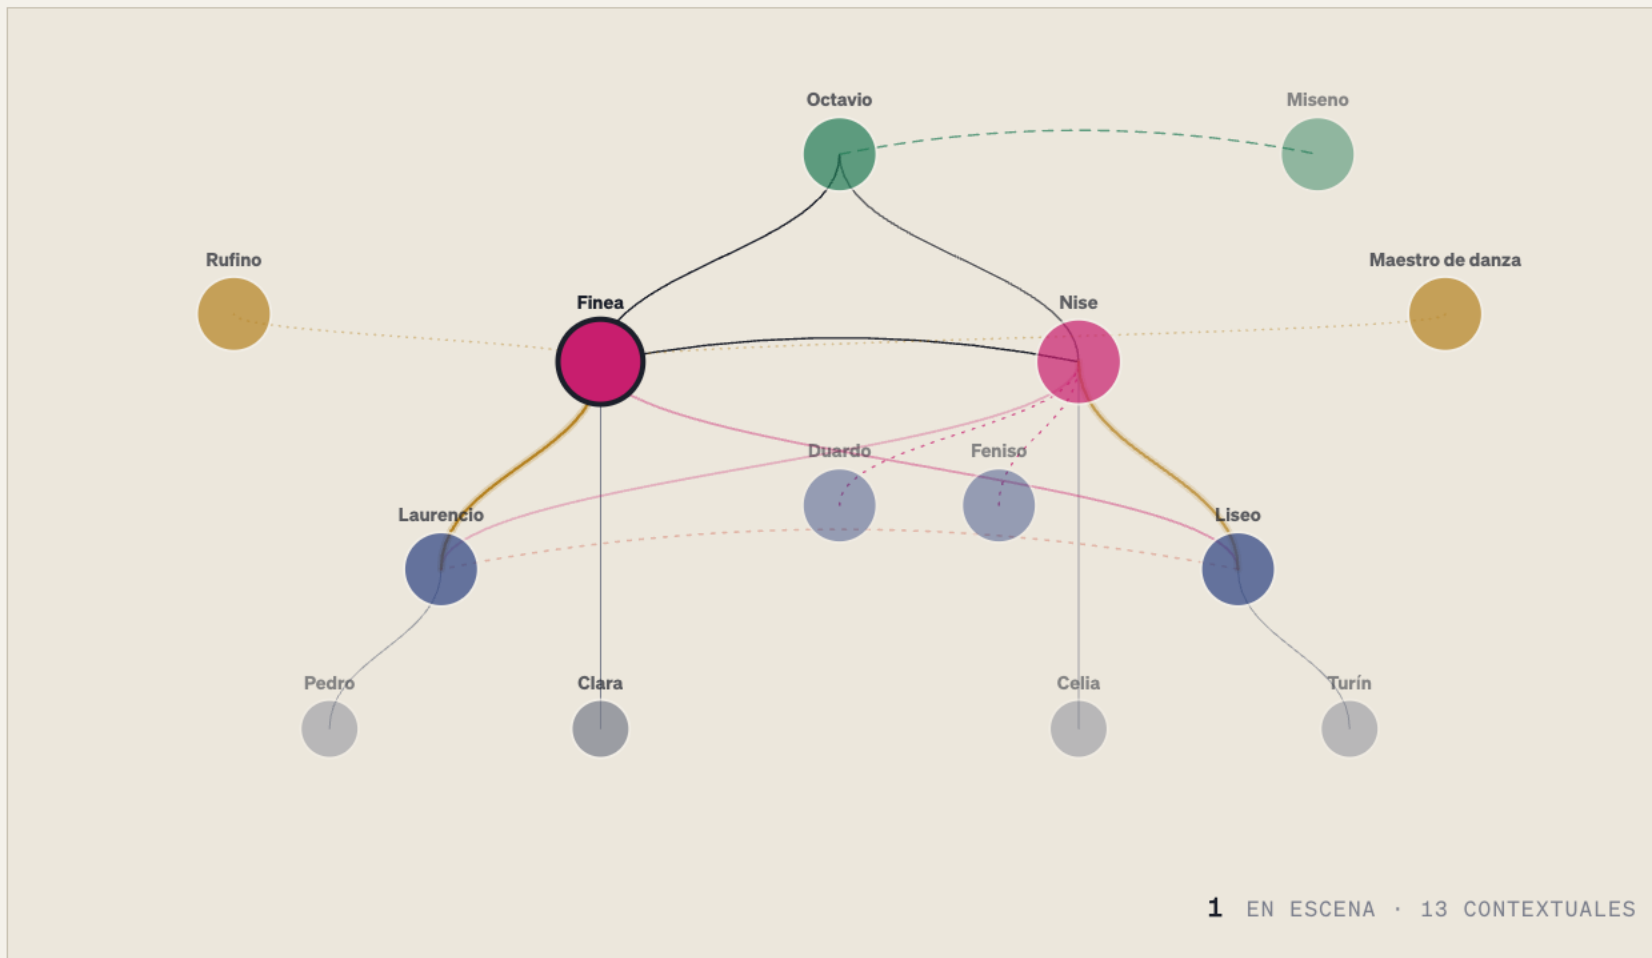 Octavio
Miseno
Rufino
Maestro de danza
Finea
Nise
Duardo
Feniso
Laurencio
Liseo
Pedro
Clara
Celia
Turín
1 EN ESCENA · 13 CONTEXTUALES